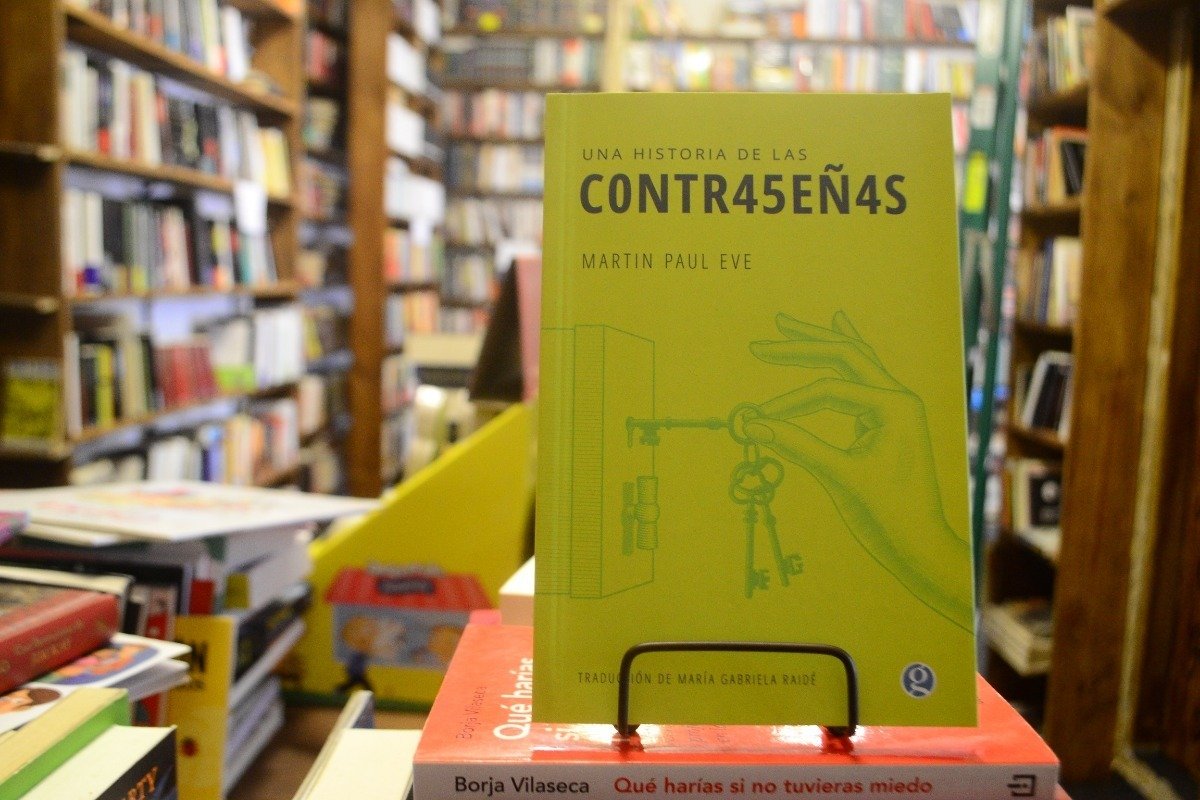 UNA HISTORIA DE LAS
C0NTR45EÑ4S
MARTIN PAUL EVE
TRADUCCIÓN DE MARÍA GABRIELA RAIDÉ
Borja Vilaseca
Qué harías
Borja Vilaseca Qué harías si no tuvieras miedo